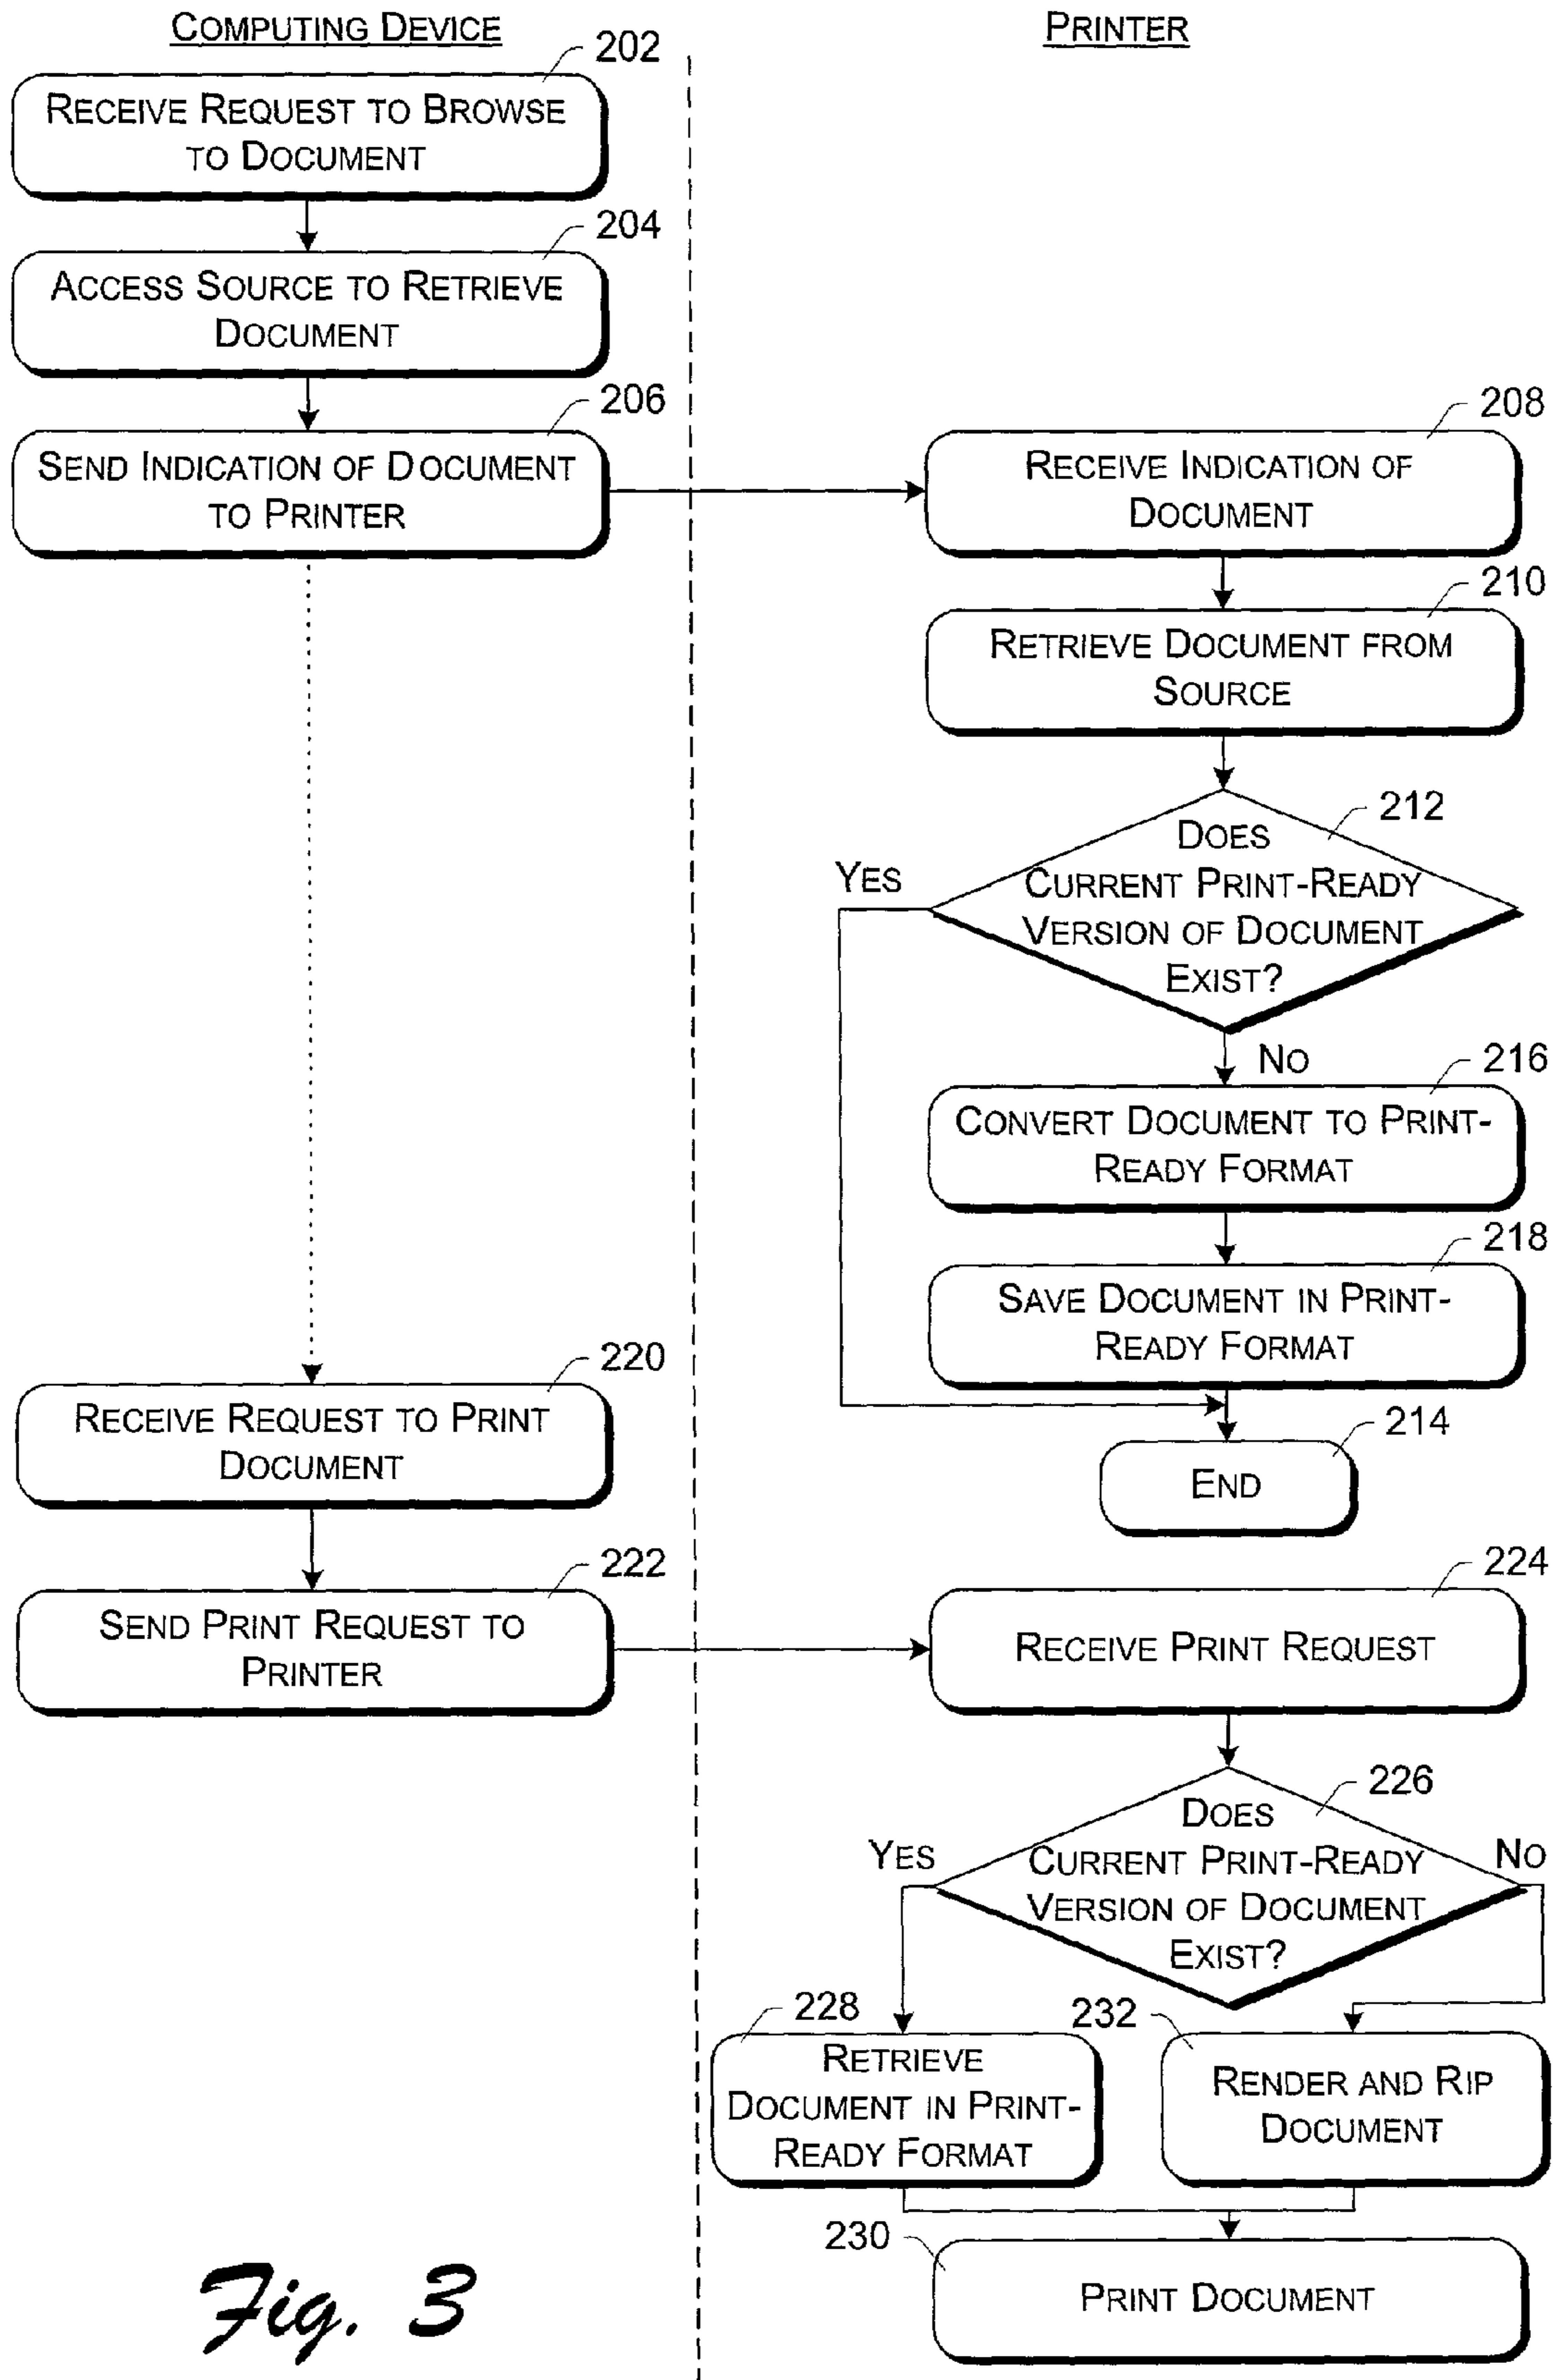 COMPUTING DEVICE
PRINTER
202
RECEIVE REQUEST TO BROWSE
TO DOCUMENT
204
ACCESS SOURCE TO RETRIEVE
DOCUMENT
206
SEND INDICATION OF DOCUMENT
TO PRINTER
208
RECEIVE INDICATION OF
DOCUMENT
210
RETRIEVE DOCUMENT FROM
SOURCE
212
DOES
CURRENT PRINT-READY
VERSION OF DOCUMENT
EXIST?
YES
NO
216
CONVERT DOCUMENT TO PRINT-
READY FORMAT
218
SAVE DOCUMENT IN PRINT-
READY FORMAT
214
END
220
RECEIVE REQUEST TO PRINT
DOCUMENT
222
SEND PRINT REQUEST TO
PRINTER
224
RECEIVE PRINT REQUEST
226
DOES
CURRENT PRINT-READY
VERSION OF DOCUMENT
EXIST?
YES
NO
228
RETRIEVE
DOCUMENT IN PRINT-
READY FORMAT
232
RENDER AND RIP
DOCUMENT
230
PRINT DOCUMENT
Fig. 3